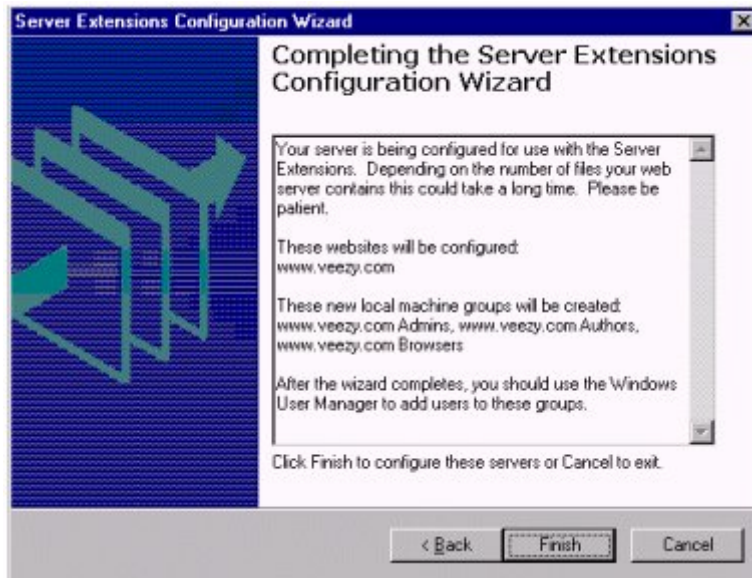 Server Extensions Configuration Wizard
Completing the Server Extensions
Configuration Wizard
Your server is being configured for use with the Server
Extensions. Depending on the number of files your web
server contains this could take a long time. Please be
patient.
These websites will be configured:
www.veezy.com
These new local machine groups will be created:
www.veezy.com Admins, www.veezy.com Authors,
www.veezy.com Browsers
After the wizard completes, you should use the Windows
User Manager to add users to these groups.
Click Finish to configure these servers or Cancel to exit.
< Back Finish Cancel